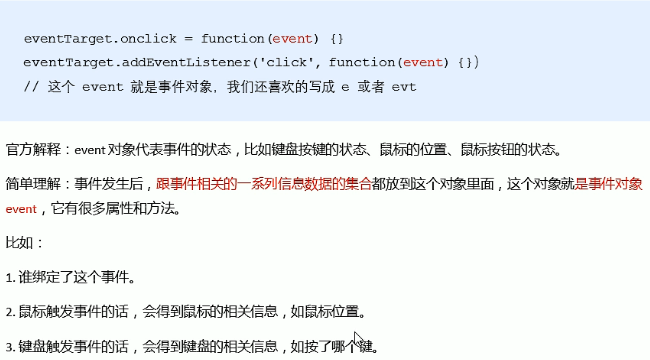 eventTarget.onclick = function(event) {}
eventTarget.addEventListener('click', function(event) {})
// 这个 event 就是事件对象，我们还喜欢的写成 e 或者 evt
官方解释：event 对象代表事件的状态，比如键盘按键的状态、鼠标的位置、鼠标按钮的状态。
简单理解：事件发生后，跟事件相关的一系列信息数据的集合都放到这个对象里面，这个对象就是事件对象
event，它有很多属性和方法。
比如：
1. 谁绑定了这个事件。
2. 鼠标触发事件的话，会得到鼠标的相关信息，如鼠标位置。
3. 键盘触发事件的话，会得到键盘的相关信息，如按了哪个键。